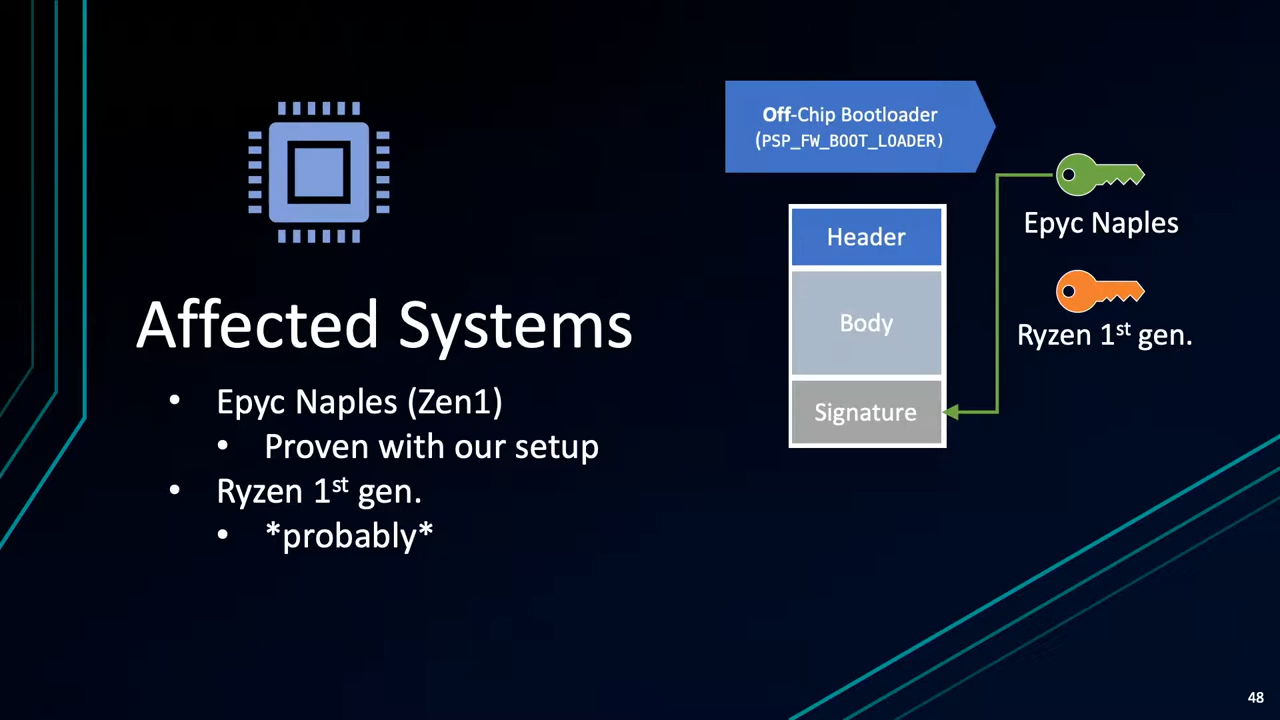 Affected Systems
• Epyc Naples (Zen1)
• Proven with our setup
• Ryzen 1st gen.
• *probably*
Off-Chip Bootloader
(PSP_FW_BOOT_LOADER)
Header
Body
Signature
Epyc Naples
Ryzen 1st gen.
48